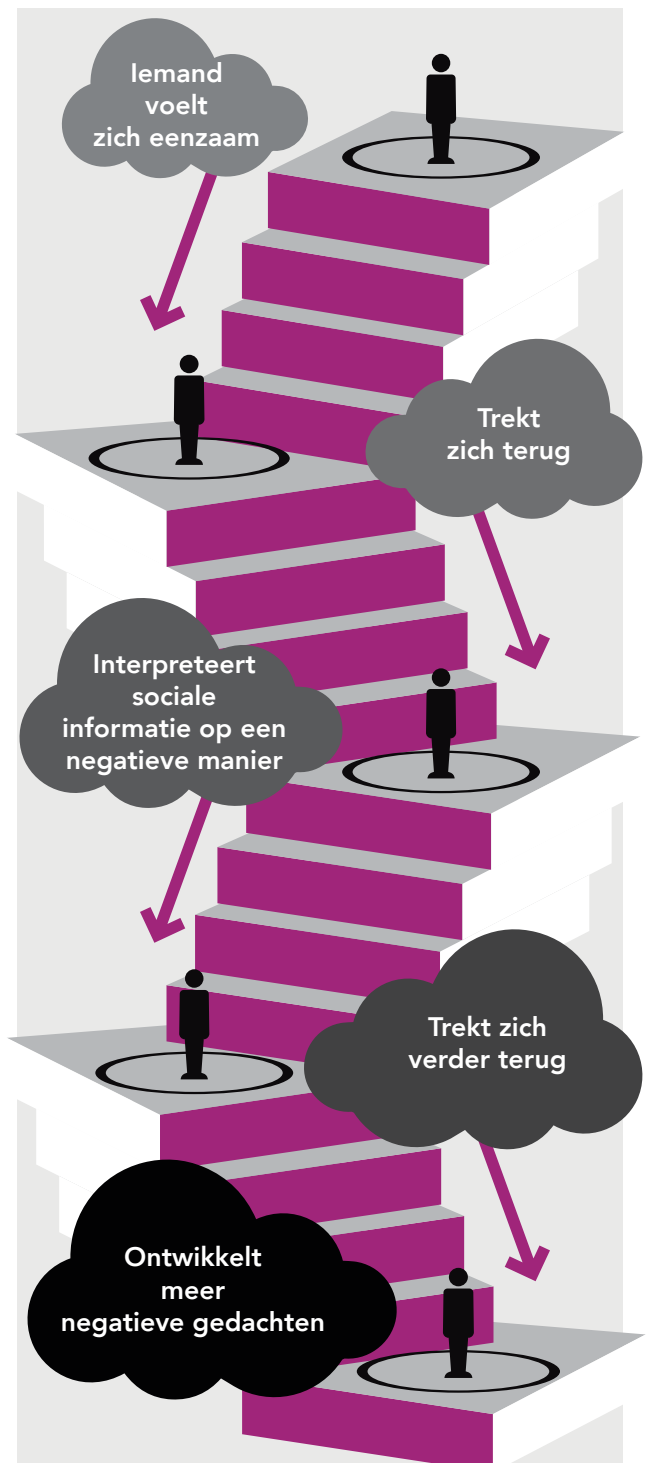 Iemand
voelt
zich eenzaam
Trekt
zich terug
Interpreteert
sociale
informatie op een
negatieve manier
Trekt zich
verder terug
Ontwikkelt
meer
negatieve gedachten